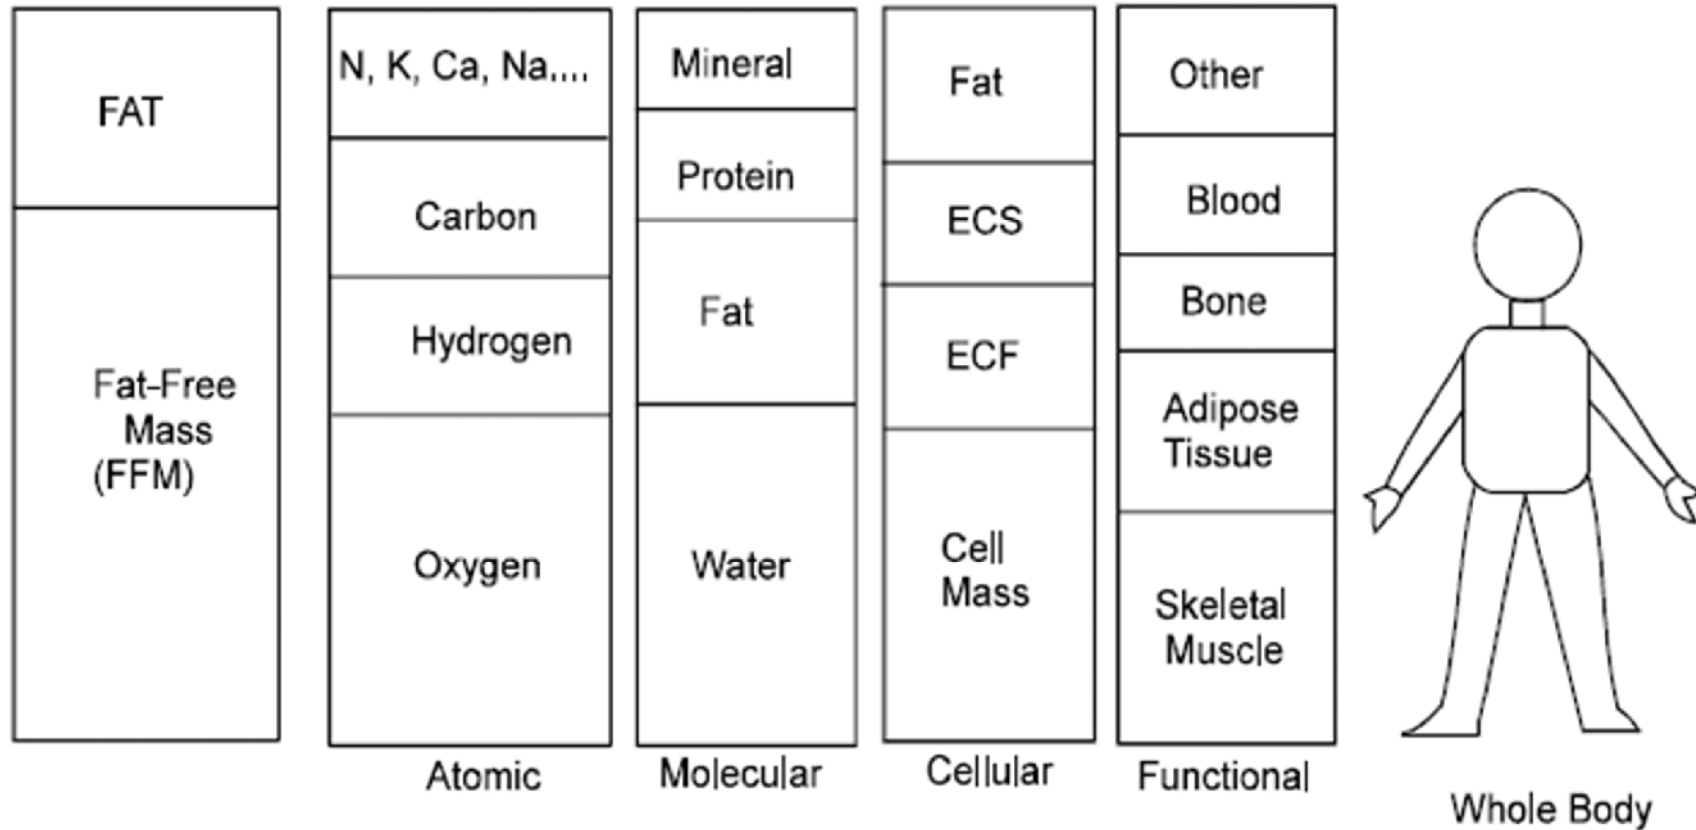 FAT
Fat-Free
Mass
(FFM)
N, K, Ca, Na,...
Carbon
Hydrogen
Oxygen
Atomic
Mineral
Protein
Fat
Water
Molecular
Fat
ECS
ECF
Cell
Mass
Cellular
Other
Blood
Bone
Adipose
Tissue
Skeletal
Muscle
Functional
Whole Body